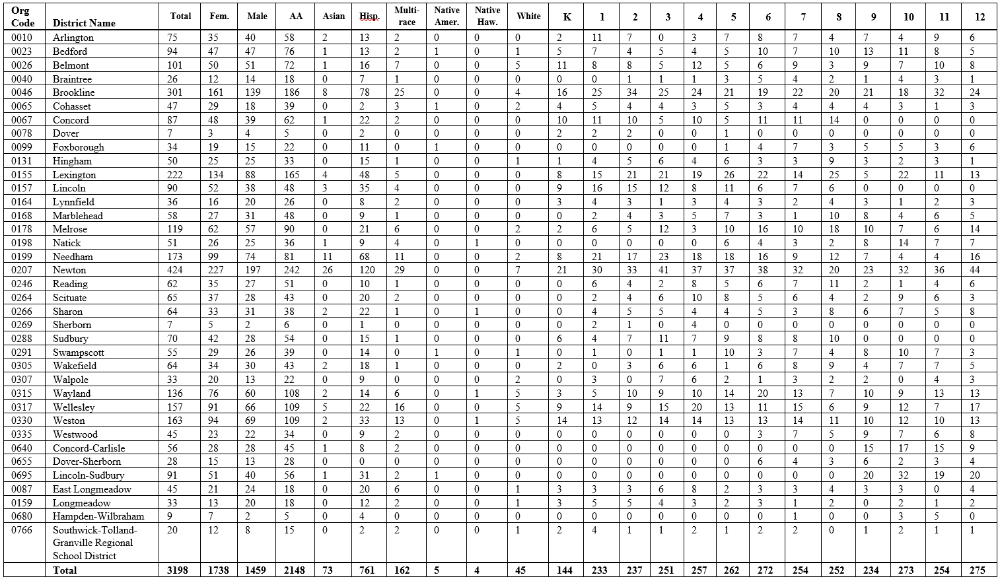 Org Code District Name Total Fem. Male AA Asian Hisp. Multi-race Native Amer. Native Haw. White K 1 2 3 4 5 6 7 8 9 10 11 12
0010 Arlington 75 35 40 58 2 13 2 0 0 0 2 11 7 0 3 7 8 7 4 7 4 9 6
0023 Bedford 94 47 47 76 1 13 2 1 0 1 5 7 4 5 4 5 10 7 10 13 11 8 5
0026 Belmont 101 50 51 72 1 16 7 0 0 5 11 8 8 5 12 5 6 9 3 9 7 10 8
0040 Braintree 26 12 14 18 0 7 1 0 0 0 0 0 1 1 1 3 5 4 2 1 4 3 1
0046 Brookline 301 161 139 186 8 78 25 0 0 4 16 25 34 25 24 21 19 22 20 21 18 32 24
0065 Cohasset 47 29 18 39 0 2 3 1 0 2 4 5 4 4 3 5 3 4 4 4 3 1 3
0067 Concord 87 48 39 62 1 22 2 0 0 0 10 11 10 5 10 5 11 11 14 0 0 0 0
0078 Dover 7 3 4 5 0 2 0 0 0 0 2 2 2 0 0 1 0 0 0 0 0 0 0
0099 Foxborough 34 19 15 22 0 11 0 1 0 0 0 0 0 0 0 1 4 7 3 5 5 3 6
0131 Hingham 50 25 25 33 0 15 1 0 0 1 1 4 5 6 4 6 3 3 9 3 2 3 1
0155 Lexington 222 134 88 165 4 48 5 0 0 0 8 15 21 21 19 26 22 14 25 5 22 11 13
0157 Lincoln 90 52 38 48 3 35 4 0 0 0 9 16 15 12 8 11 6 7 6 0 0 0 0
0164 Lynnfield 36 16 20 26 0 8 2 0 0 0 3 4 3 1 3 4 3 2 4 3 1 2 3
0168 Marblehead 58 27 31 48 0 9 1 0 0 0 0 2 4 3 5 7 3 1 10 8 4 6 5
0178 Melrose 119 62 57 90 0 21 6 0 0 2 2 6 5 12 3 10 16 10 18 10 7 6 14
0198 Natick 51 26 25 36 1 9 4 0 1 0 0 0 0 0 0 6 4 3 2 8 14 7 7
0199 Needham 173 99 74 81 11 68 11 0 0 2 8 21 17 23 18 18 16 9 12 7 4 4 16
0207 Newton 424 227 197 242 26 120 29 0 0 7 21 30 33 41 37 37 38 32 20 23 32 36 44
0246 Reading 62 35 27 51 0 10 1 0 0 0 0 6 4 2 8 5 6 7 11 2 1 4 6
0264 Scituate 65 37 28 43 0 20 2 0 0 0 0 2 4 6 10 8 5 6 4 2 9 6 3
0266 Sharon 64 33 31 38 2 22 1 0 1 0 0 4 5 5 4 4 5 3 8 6 7 5 8
0269 Sherborn 7 5 2 6 0 1 0 0 0 0 0 2 1 0 4 0 0 0 0 0 0 0 0
0288 Sudbury 70 42 28 54 0 15 1 0 0 0 6 4 7 11 7 9 8 8 10 0 0 0 0
0291 Swampscott 55 29 26 39 0 14 0 1 0 1 0 1 0 1 1 10 3 7 4 8 10 7 3
0305 Wakefield 64 34 30 43 2 18 1 0 0 0 2 0 3 6 6 1 6 8 9 4 7 7 5
0307 Walpole 33 20 13 22 0 9 0 0 0 2 0 3 0 7 6 2 1 3 2 2 0 4 3
0315 Wayland 136 76 60 108 2 14 6 0 1 5 3 5 10 9 10 14 20 13 7 10 9 13 13
0317 Wellesley 157 91 66 109 5 22 16 0 0 5 9 14 9 15 20 13 11 15 6 9 12 7 17
0330 Weston 163 94 69 109 2 33 13 0 1 5 14 13 12 14 14 13 13 14 11 10 12 10 13
0335 Westwood 45 23 22 34 0 9 2 0 0 0 0 0 0 0 0 0 3 7 5 9 7 6 8
0640 Concord-Carlisle 56 28 28 45 1 8 2 0 0 0 0 0 0 0 0 0 0 0 0 15 17 15 9
0655 Dover-Sherborn 28 15 13 28 0 0 0 0 0 0 0 0 0 0 0 0 6 4 3 6 2 3 4
0695 Lincoln-Sudbury 91 51 40 56 1 31 2 1 0 0 0 0 0 0 0 0 0 0 0 20 32 19 20
0087 East Longmeadow 45 21 24 18 0 20 6 0 0 1 3 3 3 6 8 2 3 3 4 3 3 0 4
0159 Longmeadow 33 13 20 18 0 12 2 0 0 1 3 5 5 4 3 2 3 1 2 0 2 1 2
0680 Hampden-Wilbraham 9 7 2 5 0 4 0 0 0 0 0 0 0 0 0 0 0 1 0 0 3 5 0
0766 Southwick-Tolland- 20 12 8 15 0 2 2 0 0 1 2 4 1 1 2 1 2 2 0 1 2 1 1
Granville Regional
School District
Total 3198 1738 1459 2148 73 761 162 5 4 45 144 233 237 251 257 262 272 254 252 234 273 254 275